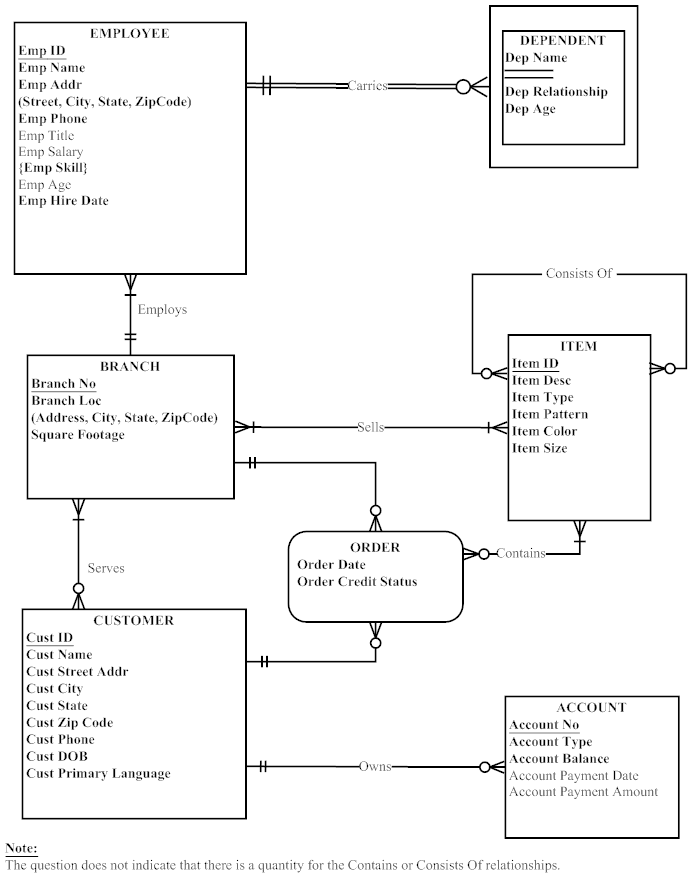 EMPLOYEE
Emp ID
Emp Name
Emp Addr
(Street, City, State, ZipCode)
Emp Phone
Emp Title
Emp Salary
{Emp Skill}
Emp Age
Emp Hire Date
Carries
DEPENDENT
Dep Name
Dep Relationship
Dep Age
Employs
Consists Of
BRANCH
Branch No
Branch Loc
(Address, City, State, ZipCode)
Square Footage
Sells
ITEM
Item ID
Item Desc
Item Type
Item Pattern
Item Color
Item Size
ORDER
Order Date
Order Credit Status
Contains
Serves
CUSTOMER
Cust ID
Cust Name
Cust Street Addr
Cust City
Cust State
Cust Zip Code
Cust Phone
Cust DOB
Cust Primary Language
Owns
ACCOUNT
Account No
Account Type
Account Balance
Account Payment Date
Account Payment Amount
Note:
The question does not indicate that there is a quantity for the Contains or Consists Of relationships.